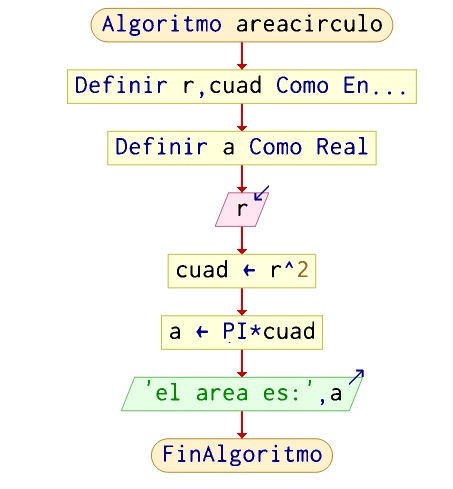 Algoritmo areacirculo
Definir r,cuad Como En...
Definir a Como Real
r
cuad ← r^2
a ← PI*cuad
'el area es:',a
FinAlgoritmo